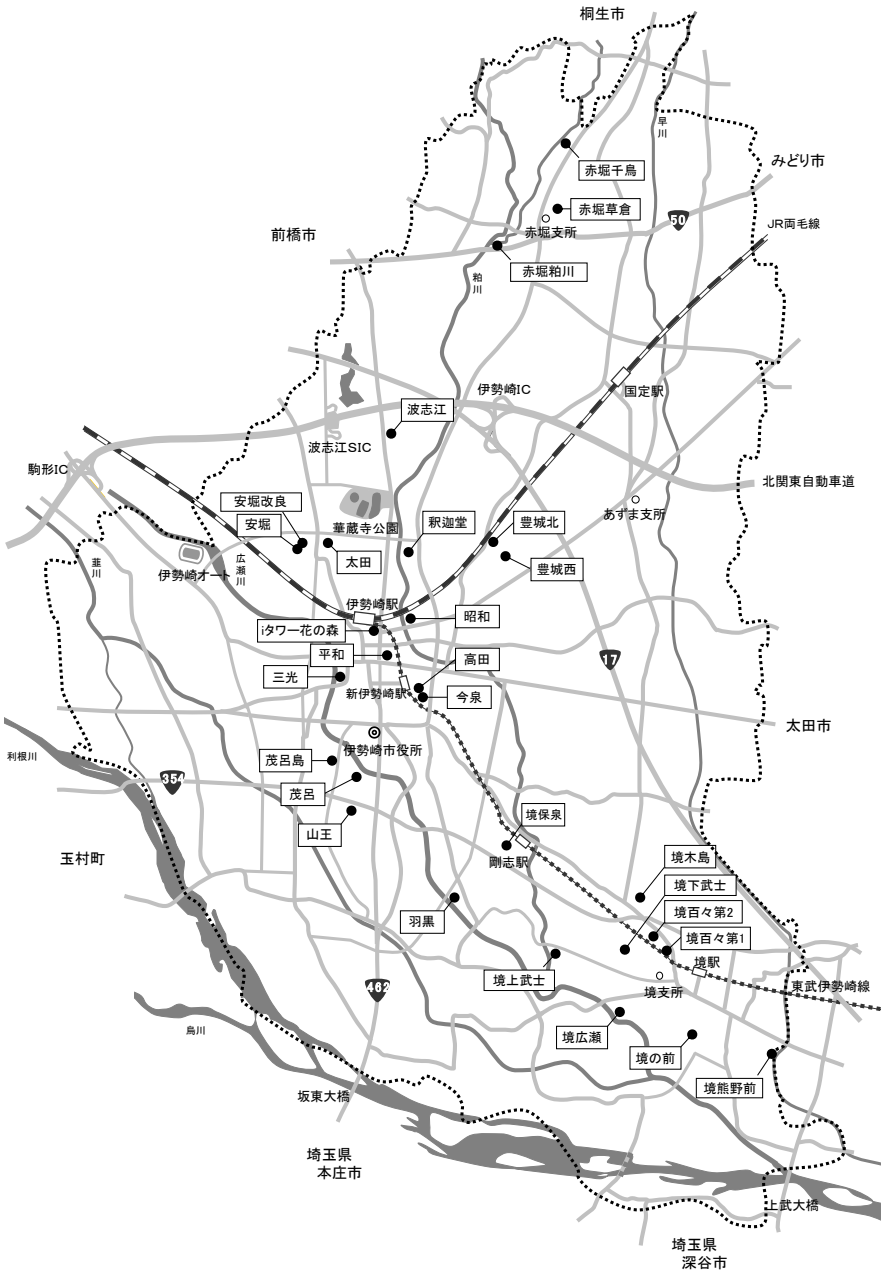 桐生市
早川
みどり市
赤堀千鳥
赤堀草倉
50
赤堀支所
JR両毛線
前橋市
赤堀粕川
粕川
国定駅
伊勢崎IC
波志江
波志江SIC
駒形IC
北関東自動車道
安堀改良
華蔵寺公園
釈迦堂
豊城北
あずま支所
安堀
太田
豊城西
韮川
伊勢崎オート
広瀬川
伊勢崎駅
昭和
iタワー花の森
平和
高田
17
三光
新伊勢崎駅
今泉
太田市
利根川
伊勢崎市役所
茂呂島
354
茂呂
山王
境保泉
玉村町
剛志駅
境木島
境下武士
羽黒
境百々第2
境百々第1
境駅
境上武士
境支所
462
東武伊勢崎線
烏川
境広瀬
境の前
境熊野前
坂東大橋
埼玉県
本庄市
上武大橋
埼玉県
深谷市